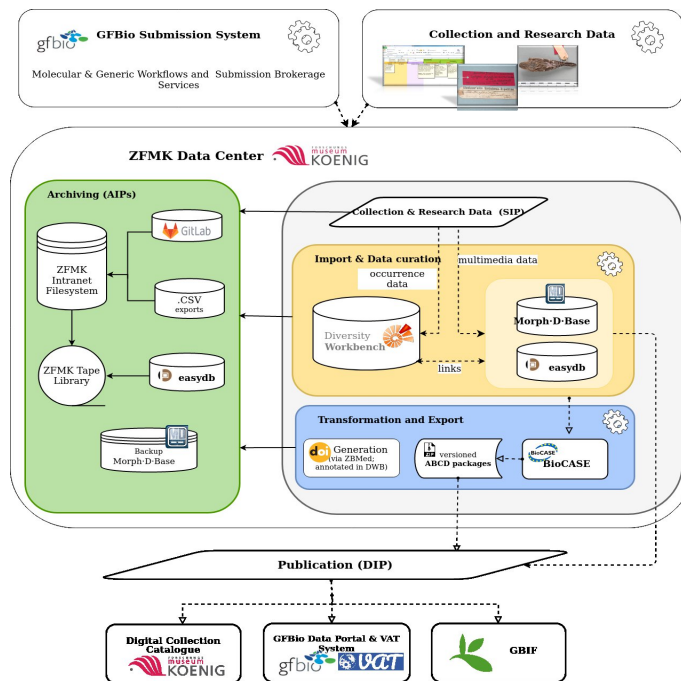 gfbio
GFBio Submission System
Molecular & Generic Workflows and Submission Brokerage
Services
Collection and Research Data
ZFMK Data Center
museum
KOENIG
Archiving (AIPs)
GitLab
ZFMK
Intranet
Filesystem
.CSV
exports
ZFMK Tape
Library
easydb
Backup
Morph·D·Base
MD
Collection & Research Data (SIP)
Import & Data curation
occurrence
data
multimedia data
Diversity
Workbench
links
MD
Morph·D·Base
easydb
Transformation and Export
doi
Generation
(via ZBMed;
annotated in DWB)
ZIP
versioned
ABCD packages
BioCASE
BioCASE
Publication (DIP)
Digital Collection
Catalogue
museum
KOENIG
GFBio Data Portal & VAT
System
gfbio
VAT
GBIF